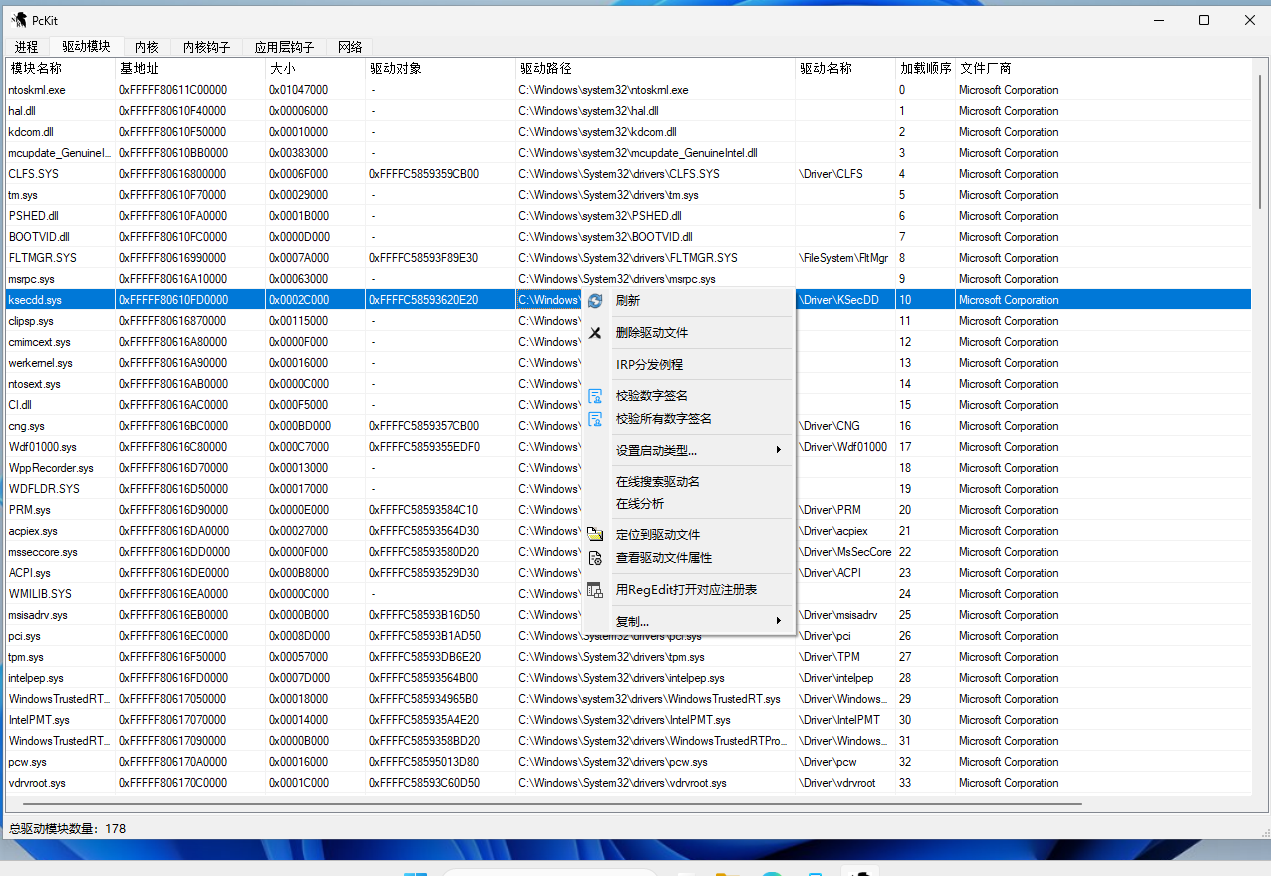 PcKit
进程 驱动模块 内核 内核钩子 应用层钩子 网络
模块名称 基地址 大小 驱动对象 驱动路径 驱动名称 加载顺序 文件厂商
ntoskrnl.exe 0xFFFFF80611C00000 0x01047000 - C:\Windows\system32\ntoskrnl.exe 0 Microsoft Corporation
hal.dll 0xFFFFF80610F40000 0x00006000 - C:\Windows\system32\hal.dll 1 Microsoft Corporation
kdcom.dll 0xFFFFF80610F50000 0x00010000 - C:\Windows\system32\kdcom.dll 2 Microsoft Corporation
mcupdate_GenuineI... 0xFFFFF80610BB0000 0x00383000 - C:\Windows\system32\mcupdate_GenuineIntel.dll 3 Microsoft Corporation
CLFS.SYS 0xFFFFF80616800000 0x0006F000 0xFFFFC5859359CB00 C:\Windows\System32\drivers\CLFS.SYS \Driver\CLFS 4 Microsoft Corporation
tm.sys 0xFFFFF80610F70000 0x00029000 - C:\Windows\System32\drivers\tm.sys 5 Microsoft Corporation
PSHED.dll 0xFFFFF80610FA0000 0x0001B000 - C:\Windows\system32\PSHED.dll 6 Microsoft Corporation
BOOTVID.dll 0xFFFFF80610FC0000 0x0000D000 - C:\Windows\system32\BOOTVID.dll 7 Microsoft Corporation
FLTMGR.SYS 0xFFFFF80616990000 0x0007A000 0xFFFFC58593F89E30 C:\Windows\System32\drivers\FLTMGR.SYS \FileSystem\FltMgr 8 Microsoft Corporation
msrpc.sys 0xFFFFF80616A10000 0x00063000 - C:\Windows\System32\drivers\msrpc.sys 9 Microsoft Corporation
ksecdd.sys 0xFFFFF80610FD0000 0x0002C000 0xFFFFC58593620E20 C:\Windows\ \Driver\KSecDD 10 Microsoft Corporation
clipsp.sys 0xFFFFF80616870000 0x00115000 - C:\Windows\ 11 Microsoft Corporation
cmimcext.sys 0xFFFFF80616A80000 0x0000F000 - C:\Windows\ 12 Microsoft Corporation
werkernel.sys 0xFFFFF80616A90000 0x00016000 - C:\Windows\ 13 Microsoft Corporation
ntosext.sys 0xFFFFF80616AB0000 0x0000C000 - C:\Windows\ 14 Microsoft Corporation
CI.dll 0xFFFFF80616AC0000 0x000F5000 - C:\Windows\ 15 Microsoft Corporation
cng.sys 0xFFFFF80616BC0000 0x000BD000 0xFFFFC5859357CB00 C:\Windows\ \Driver\CNG 16 Microsoft Corporation
Wdf01000.sys 0xFFFFF80616C80000 0x000C7000 0xFFFFC5859355EDF0 C:\Windows\ \Driver\Wdf01000 17 Microsoft Corporation
WppRecorder.sys 0xFFFFF80616D70000 0x00013000 - C:\Windows\ 18 Microsoft Corporation
WDFLDR.SYS 0xFFFFF80616D50000 0x00017000 - C:\Windows\ 19 Microsoft Corporation
PRM.sys 0xFFFFF80616D90000 0x0000E000 0xFFFFC58593584C10 C:\Windows\ \Driver\PRM 20 Microsoft Corporation
acpiex.sys 0xFFFFF80616DA0000 0x00027000 0xFFFFC58593564D30 C:\Windows\ \Driver\acpiex 21 Microsoft Corporation
msseccore.sys 0xFFFFF80616DD0000 0x0000F000 0xFFFFC58593580D20 C:\Windows\ \Driver\MsSecCore 22 Microsoft Corporation
ACPI.sys 0xFFFFF80616DE0000 0x000B8000 0xFFFFC58593529D30 C:\Windows\ \Driver\ACPI 23 Microsoft Corporation
WMILIB.SYS 0xFFFFF80616EA0000 0x0000C000 - C:\Windows\ 24 Microsoft Corporation
msisadrv.sys 0xFFFFF80616EB0000 0x0000B000 0xFFFFC58593B16D50 C:\Windows\ \Driver\msisadrv 25 Microsoft Corporation
pci.sys 0xFFFFF80616EC0000 0x0008D000 0xFFFFC58593B1AD50 C:\Windows\System32\drivers\pci.sys \Driver\pci 26 Microsoft Corporation
tpm.sys 0xFFFFF80616F50000 0x00057000 0xFFFFC58593DB6E20 C:\Windows\System32\drivers\tpm.sys \Driver\TPM 27 Microsoft Corporation
intelpep.sys 0xFFFFF80616FD0000 0x0007D000 0xFFFFC58593564B00 C:\Windows\System32\drivers\intelpep.sys \Driver\intelpep 28 Microsoft Corporation
WindowsTrustedRT... 0xFFFFF80617050000 0x00018000 0xFFFFC585934965B0 C:\Windows\system32\drivers\WindowsTrustedRT.sys \Driver\Windows... 29 Microsoft Corporation
IntelPMT.sys 0xFFFFF80617070000 0x00014000 0xFFFFC585935A4E20 C:\Windows\System32\drivers\IntelPMT.sys \Driver\IntelPMT 30 Microsoft Corporation
WindowsTrustedRT... 0xFFFFF80617090000 0x0000B000 0xFFFFC5859358BD20 C:\Windows\System32\drivers\WindowsTrustedRTPro... \Driver\Windows... 31 Microsoft Corporation
pcw.sys 0xFFFFF806170A0000 0x00016000 0xFFFFC58595013D80 C:\Windows\System32\drivers\pcw.sys \Driver\pcw 32 Microsoft Corporation
vdrvroot.sys 0xFFFFF806170C0000 0x0001C000 0xFFFFC58593C60D50 C:\Windows\System32\drivers\vdrvroot.sys \Driver\vdrvroot 33 Microsoft Corporation
刷新
删除驱动文件
IRP分发例程
校验数字签名
校验所有数字签名
设置启动类型...
在线搜索驱动名
在线分析
定位到驱动文件
查看驱动文件属性
用RegEdit打开对应注册表
复制...
总驱动模块数量：178